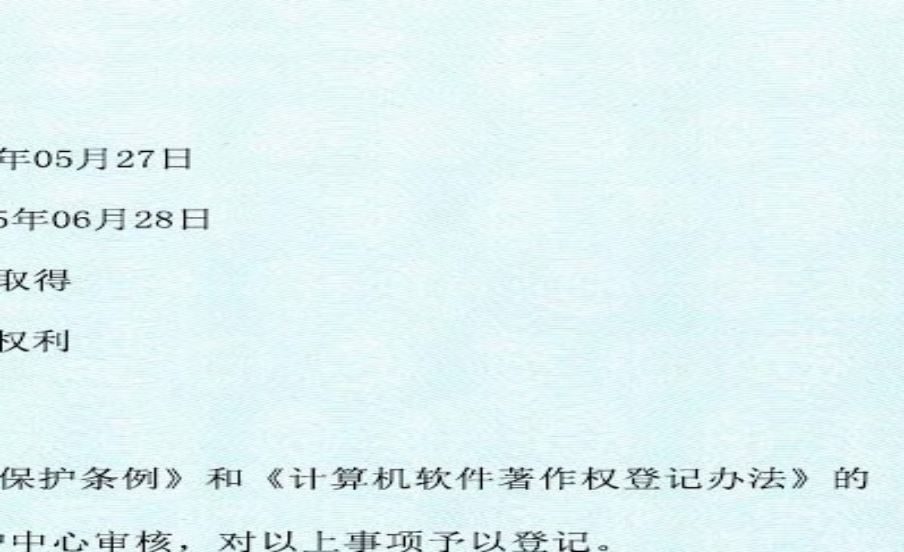 年05月27日
5年06月28日
取得
权利
保护条例》和《计算机软件著作权登记办法》的
中心审核，对以上事项予以登记。